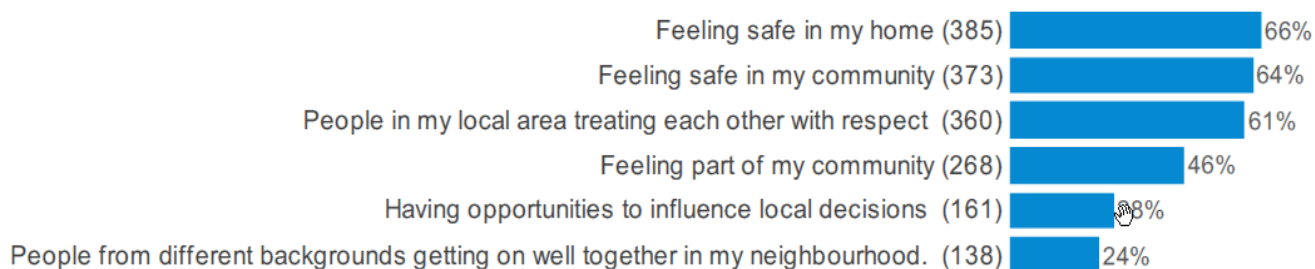 Feeling safe in my home (385) 66%
Feeling safe in my community (373) 64%
People in my local area treating each other with respect (360) 61%
Feeling part of my community (268) 46%
Having opportunities to influence local decisions (161)
People from different backgrounds getting on well together in my neighbourhood. (138) 24%